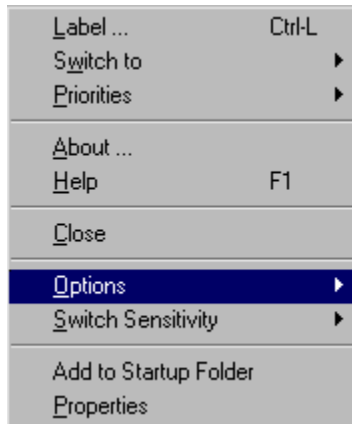 Label ... Ctrl-L
Switch to
Priorities
About ...
Help F1
Close
Options
Switch Sensitivity
Add to Startup Folder
Properties